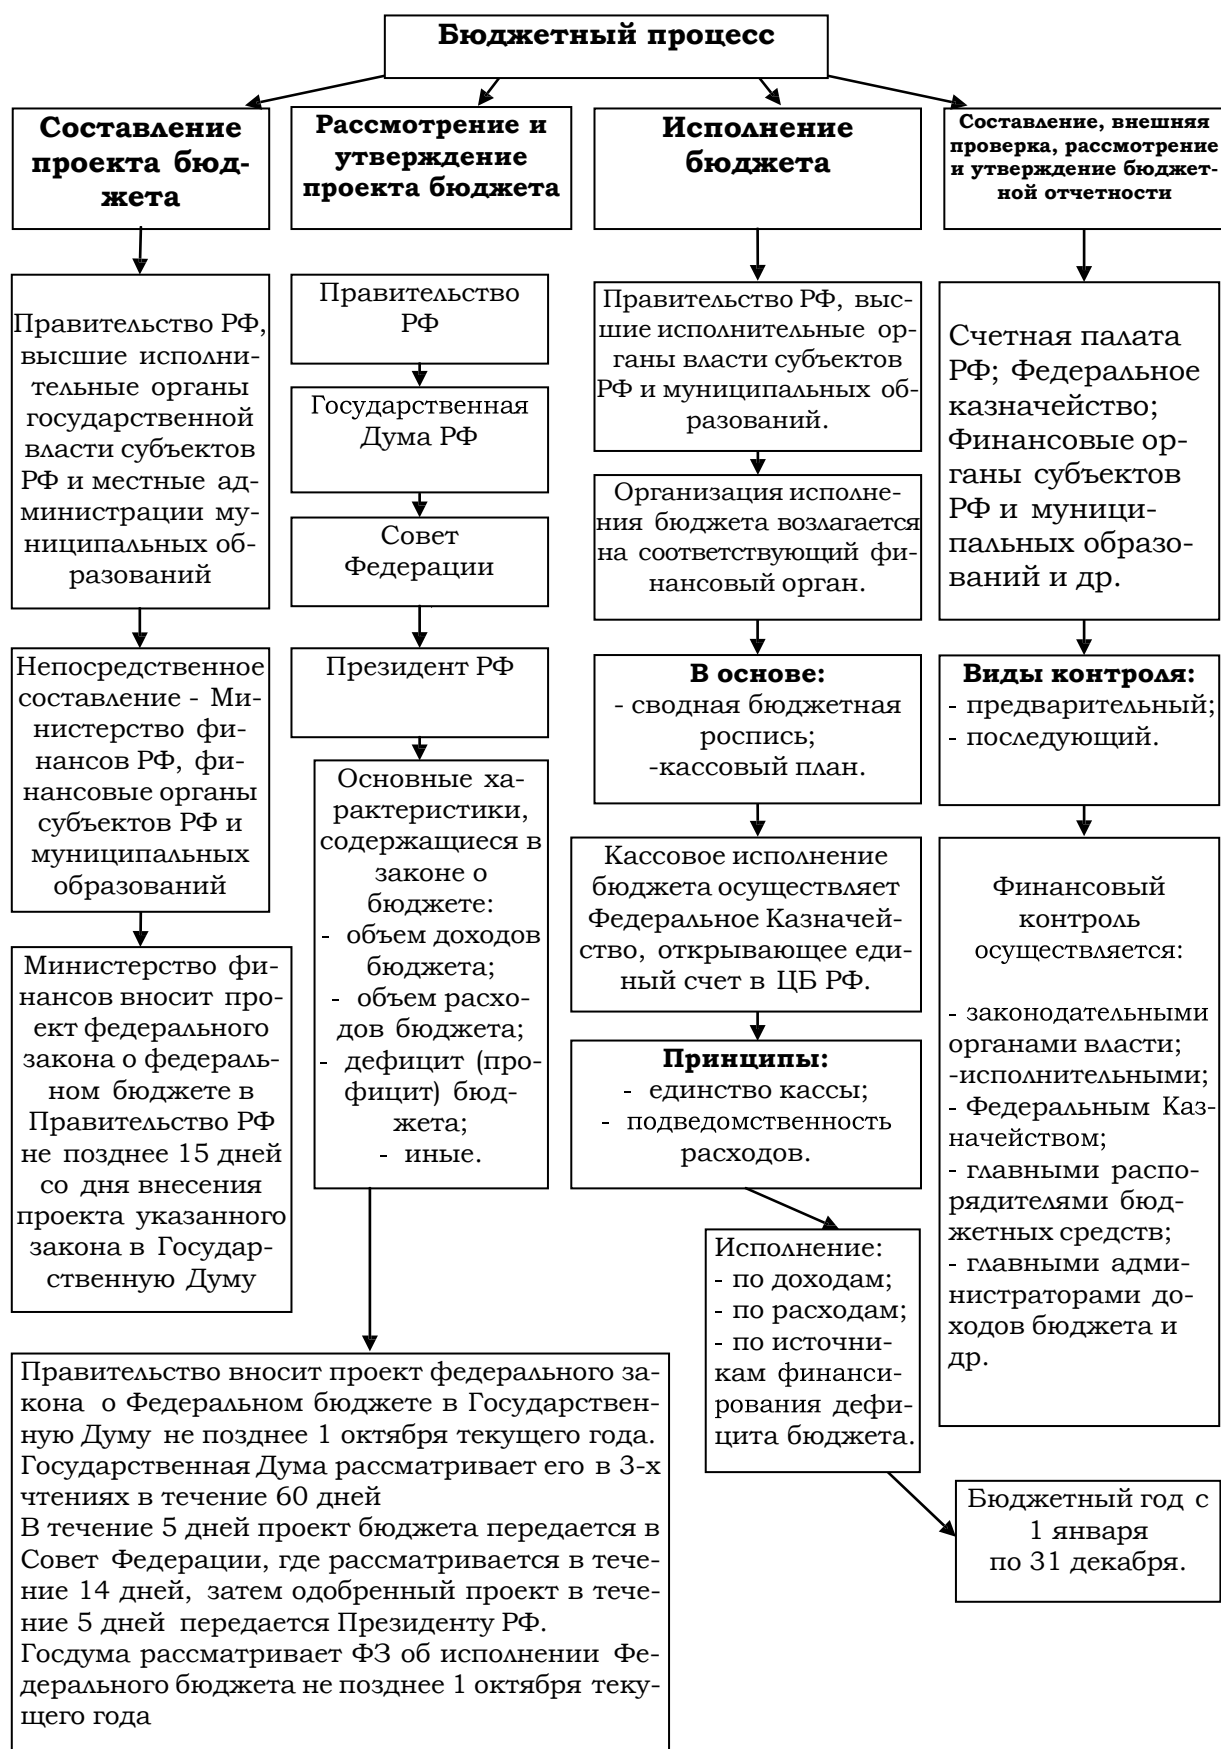 Бюджетный процесс
Составление
проекта бюд-
жета
Рассмотрение и
утверждение
проекта бюджета
Исполнение
бюджета
Составление, внешняя
проверка, рассмотрение
и утверждение бюджет-
ной отчетности
Правительство РФ,
высшие исполни-
тельные органы
государственной
власти субъектов
РФ и местные ад-
министрации му-
ниципальных об-
разований
Непосредственное
составление - Ми-
нистерство фи-
нансов РФ, фи-
нансовые органы
субъектов РФ и
муниципальных
образований
Министерство фи-
нансов вносит про-
ект федерального
закона о федераль-
ном бюджете в
Правительство РФ
не позднее 15 дней
со дня внесения
проекта указанного
закона в Государ-
ственную Думу
Правительство
РФ
Государственная
Дума РФ
Совет
Федерации
Президент РФ
Основные ха-
рактеристики,
содержащиеся в
законе о
бюджете:
- объем доходов
бюджета;
- объем расхо-
дов бюджета;
- дефицит (про-
фицит) бюд-
жета;
- иные.
Правительство вносит проект федерального за-
кона о Федеральном бюджете в Государствен-
ную Думу не позднее 1 октября текущего года.
Государственная Дума рассматривает его в 3-х
чтениях в течение 60 дней
В течение 5 дней проект бюджета передается в
Совет Федерации, где рассматривается в тече-
ние 14 дней, затем одобренный проект в тече-
ние 5 дней передается Президенту РФ.
Госдума рассматривает ФЗ об исполнении Фе-
дерального бюджета не позднее 1 октября теку-
щего года
Правительство РФ, выс-
шие исполнительные ор-
ганы власти субъектов
РФ и муниципальных об-
разований.
Организация исполне-
ния бюджета возлагается
на соответствующий фи-
нансовый орган.
В основе:
- сводная бюджетная
роспись;
-кассовый план.
Кассовое исполнение
бюджета осуществляет
Федеральное Казначей-
ство, открывающее еди-
ный счет в ЦБ РФ.
Принципы:
- единство кассы;
- подведомственность
расходов.
Исполнение:
- по доходам;
- по расходам;
- по источни-
кам финанси-
рования дефи-
цита бюджета.
Бюджетный год с
1 января
по 31 декабря.
Счетная палата
РФ; Федеральное
казначейство;
Финансовые ор-
ганы субъектов
РФ и муници-
пальных образо-
ваний и др.
Виды контроля:
- предварительный;
- последующий.
Финансовый
контроль
осуществляется:
- законодательными
органами власти;
-исполнительными;
- Федеральным Каз-
начейством;
- главными распо-
рядителями бюд-
жетных средств;
- главными адми-
нистраторами до-
ходов бюджета и
др.